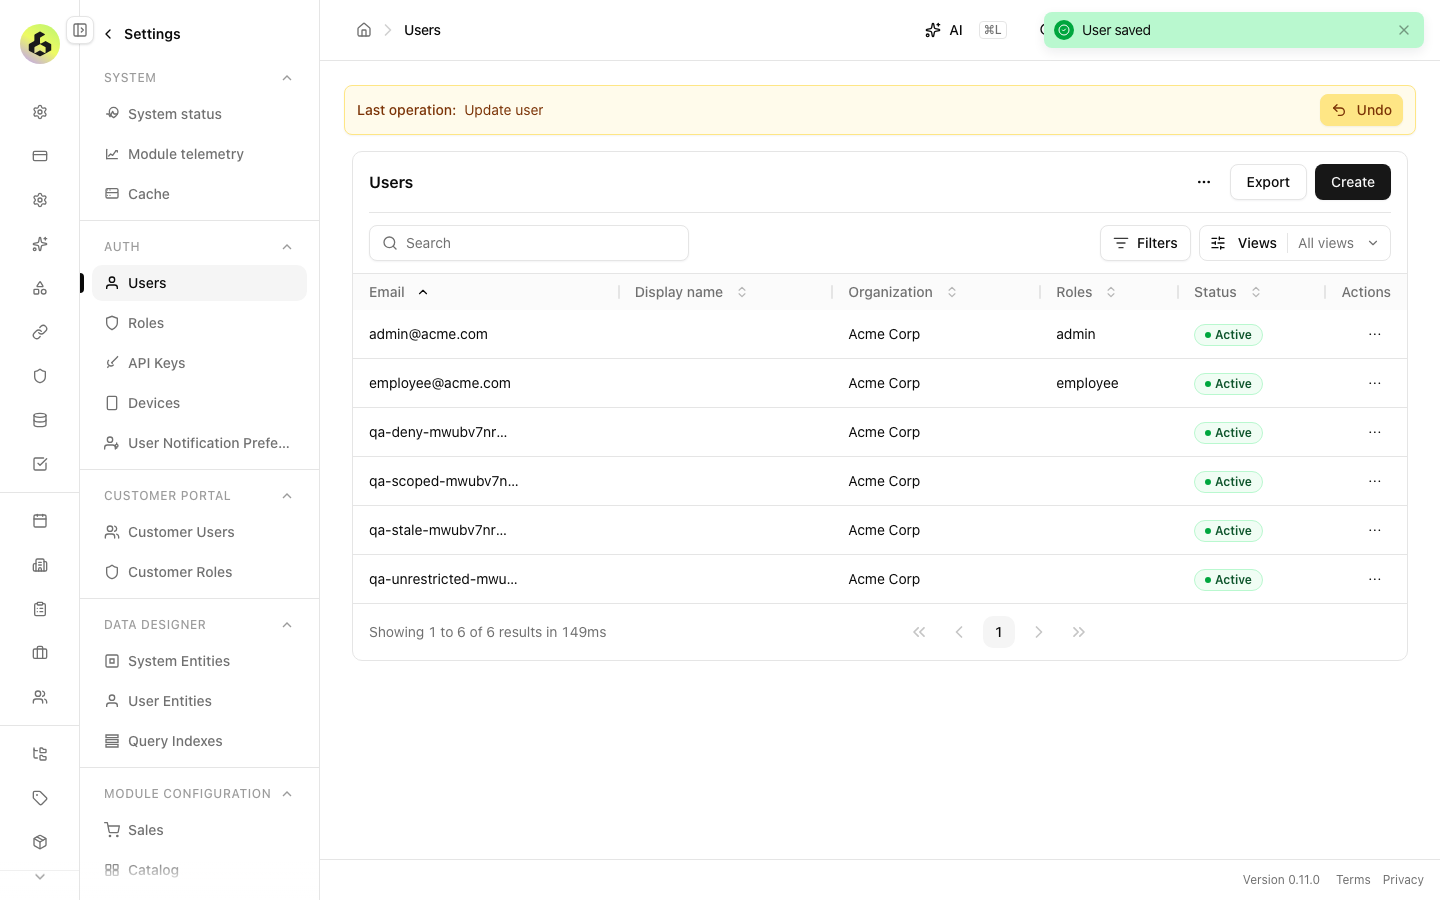 Settings
SYSTEM
System status
Module telemetry
Cache
AUTH
Users
Roles
API Keys
Devices
User Notification Prefe...
CUSTOMER PORTAL
Customer Users
Customer Roles
DATA DESIGNER
System Entities
User Entities
Query Indexes
MODULE CONFIGURATION
Sales
Catalog
Users
AI ⌘L
User saved
Last operation: Update user
Undo
Users
Export
Create
Search
Filters
Views All views
Email Display name Organization Roles Status Actions
admin@acme.com Acme Corp admin Active
employee@acme.com Acme Corp employee Active
qa-deny-mwubv7nr... Acme Corp Active
qa-scoped-mwubv7n... Acme Corp Active
qa-stale-mwubv7nr... Acme Corp Active
qa-unrestricted-mwu... Acme Corp Active
Showing 1 to 6 of 6 results in 149ms
1
Version 0.11.0 Terms Privacy